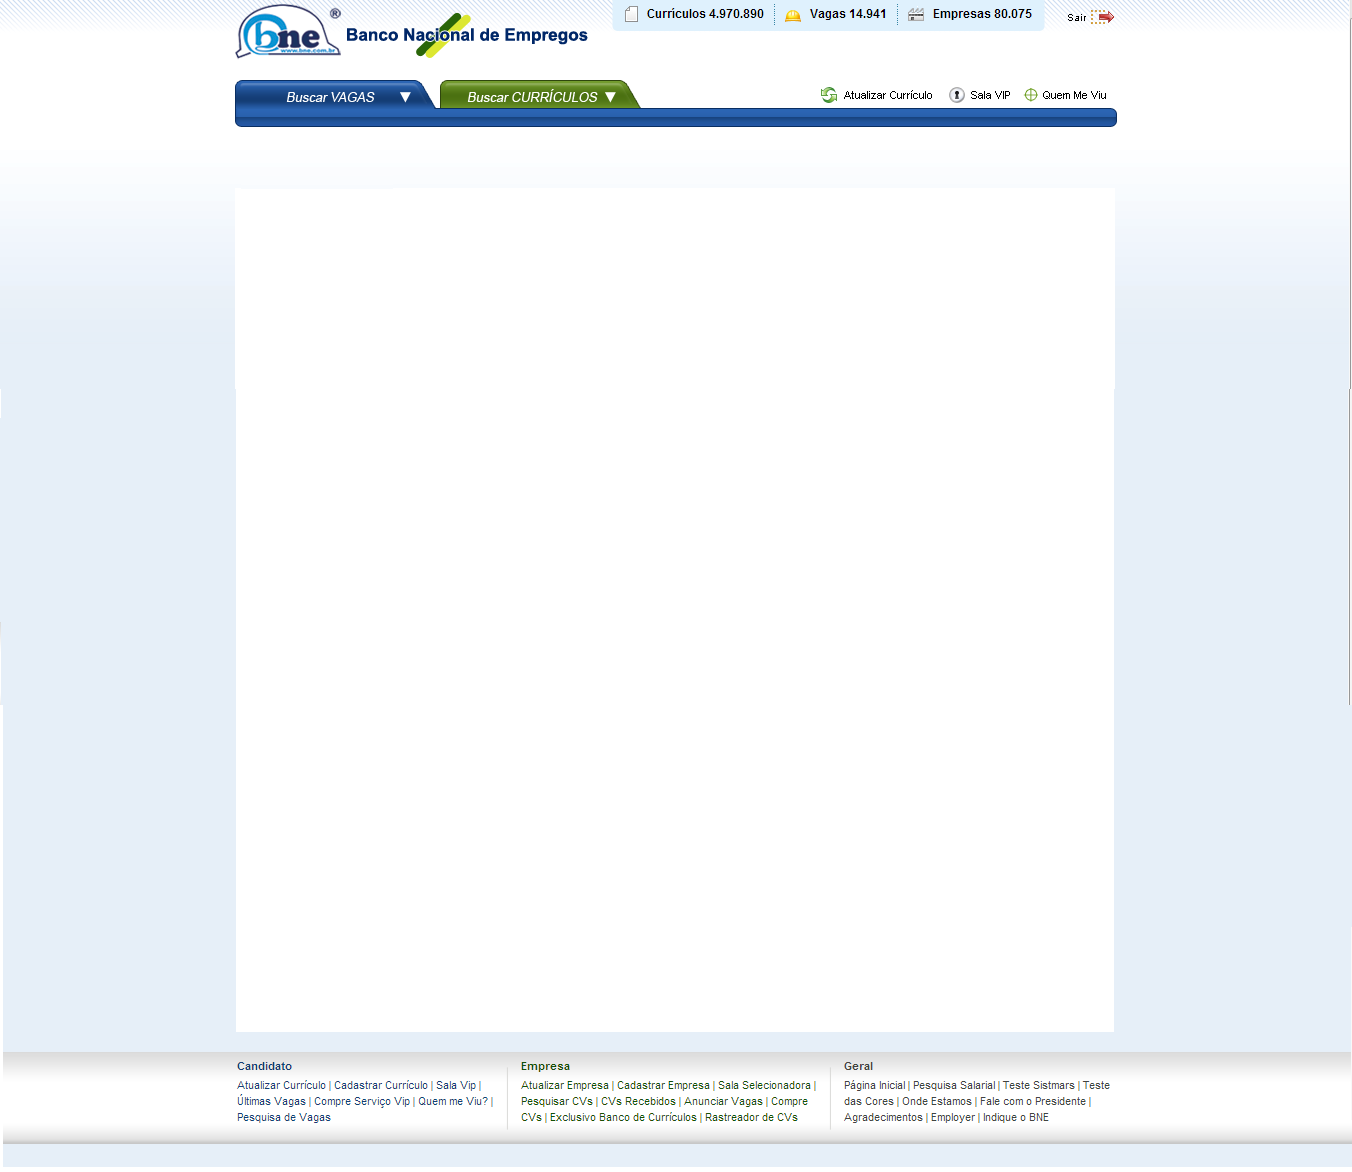 bne ®
www.bne.com.br
Banco Nacional de Empregos
Currículos 4.970.890 Vagas 14.941 Empresas 80.075 Sair
Buscar VAGAS ▼ Buscar CURRÍCULOS ▼ Atualizar Currículo Sala VIP Quem Me Viu
Candidato
Atualizar Currículo | Cadastrar Currículo | Sala Vip |
Últimas Vagas | Compre Serviço Vip | Quem me Viu? |
Pesquisa de Vagas
Empresa
Atualizar Empresa | Cadastrar Empresa | Sala Selecionadora |
Pesquisar CVs | CVs Recebidos | Anunciar Vagas | Compre
CVs | Exclusivo Banco de Currículos | Rastreador de CVs
Geral
Página Inicial | Pesquisa Salarial | Teste Sistmars | Teste
das Cores | Onde Estamos | Fale com o Presidente |
Agradecimentos | Employer | Indique o BNE